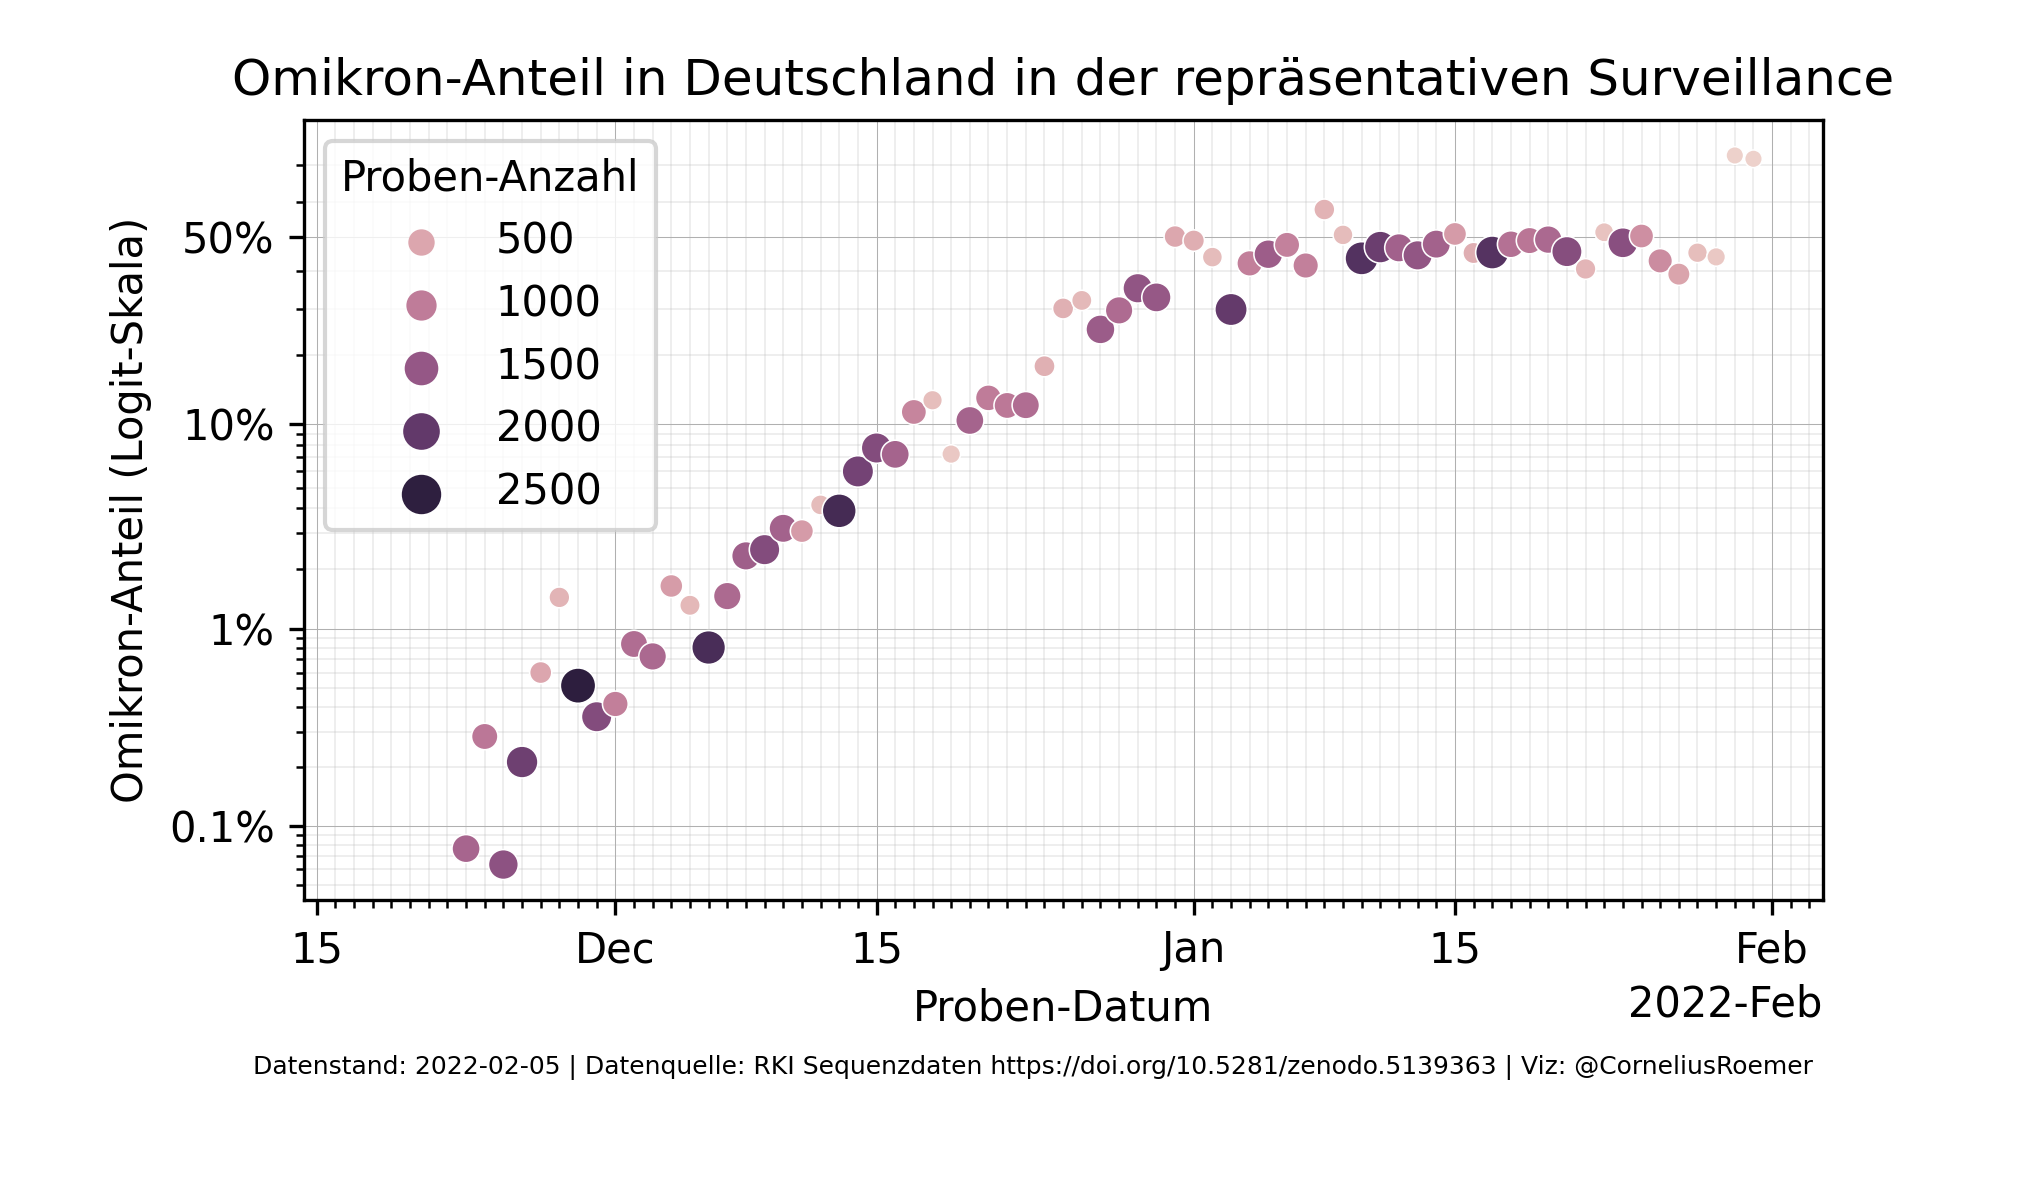 Omikron-Anteil in Deutschland in der repräsentativen Surveillance
Proben-Anzahl
500
1000
1500
2000
2500
Omikron-Anteil (Logit-Skala)
50%
10%
1%
0.1%
15 Dec 15 Jan 15 Feb
Proben-Datum
2022-Feb
Datenstand: 2022-02-05 | Datenquelle: RKI Sequenzdaten https://doi.org/10.5281/zenodo.5139363 | Viz: @CorneliusRoemer